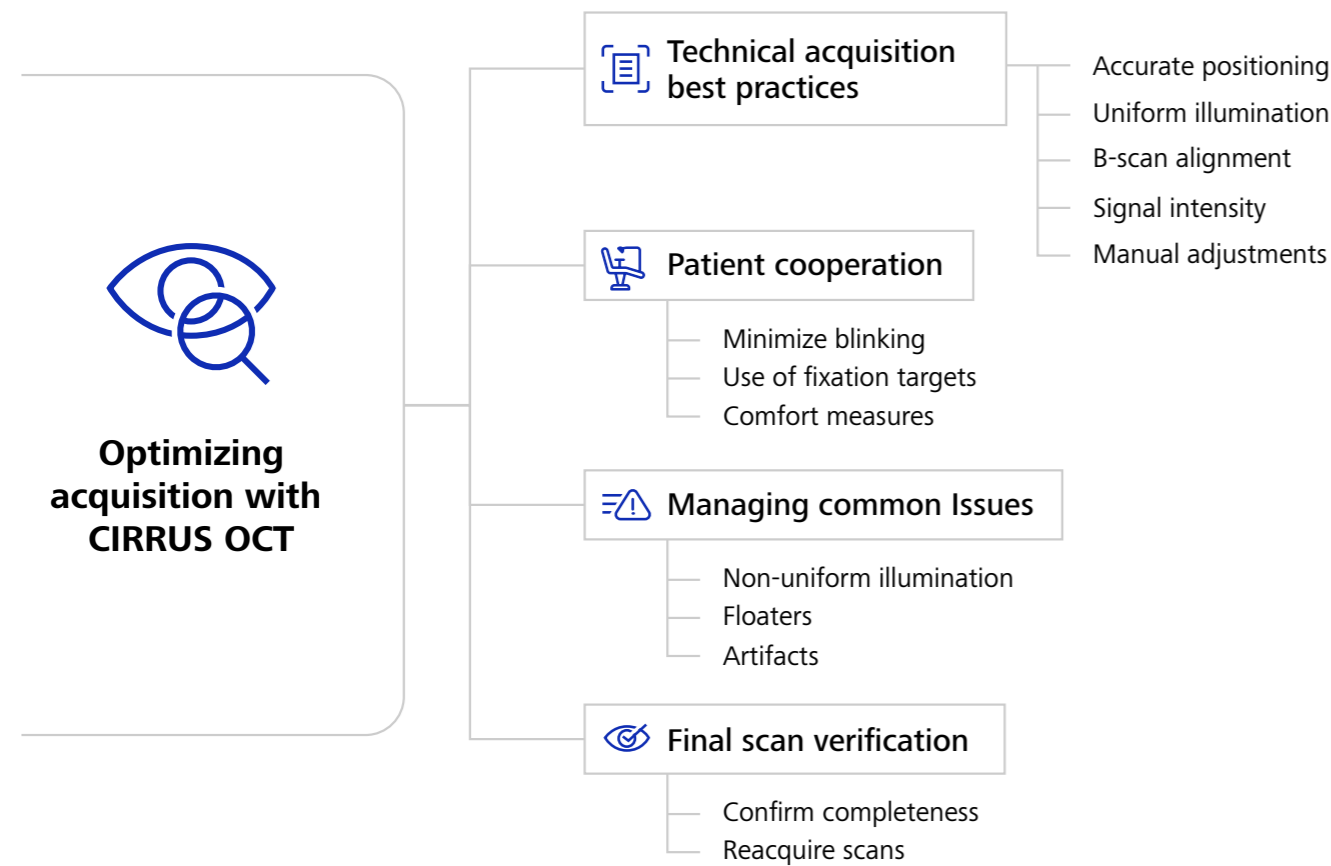 Optimizing
acquisition with
CIRRUS OCT
Technical acquisition
best practices
Accurate positioning
Uniform illumination
B-scan alignment
Signal intensity
Manual adjustments
Patient cooperation
Minimize blinking
Use of fixation targets
Comfort measures
Managing common Issues
Non-uniform illumination
Floaters
Artifacts
Final scan verification
Confirm completeness
Reacquire scans